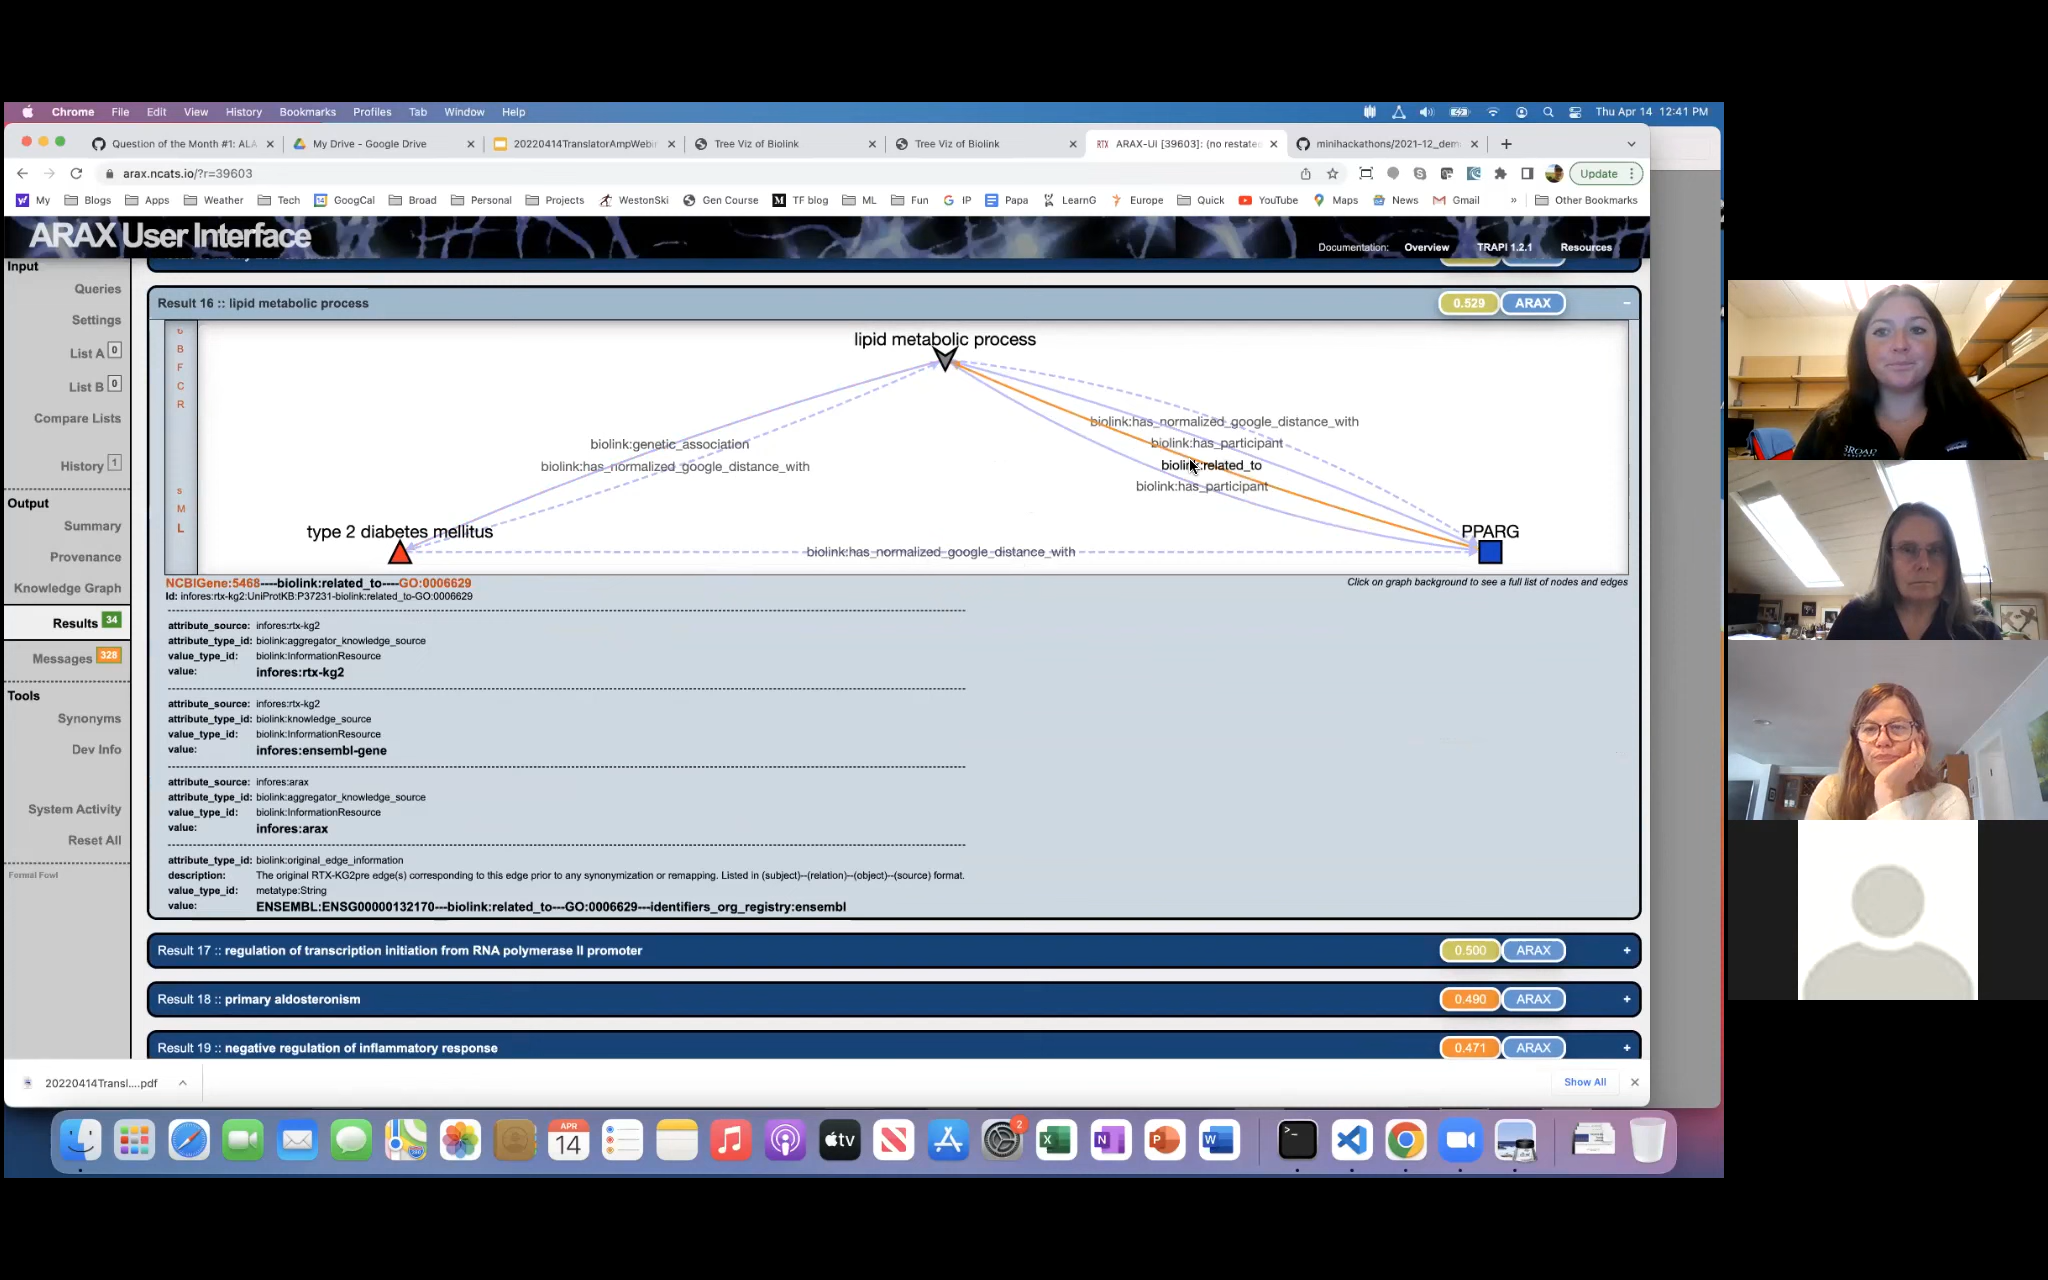 Chrome File Edit View History Bookmarks Profiles Tab Window Help Thu Apr 14 12:41 PM
Question of the Month #1: ALA My Drive - Google Drive 20220414TranslatorAmpWebi Tree Viz of Biolink Tree Viz of Biolink ARAX-UI [39603]: (no restate minihackathons/2021-12_dem
arax.ncats.io/?r=39603 Update
My Blogs Apps Weather Tech GoogCal Broad Personal Projects WestonSki Gen Course TF blog ML Fun IP Papa LearnG Europe Quick YouTube Maps News Gmail » Other Bookmarks
ARAX User Interface
Documentation: Overview TRAPI 1.2.1 Resources
Input
Queries
Settings
List A 0
List B 0
Compare Lists
History 1
Output
Summary
Provenance
Knowledge Graph
Results 34
Messages 328
Tools
Synonyms
Dev Info
System Activity
Reset All
Result 16 :: lipid metabolic process 0.529 ARAX −
B
F
C
R
S
M
L
lipid metabolic process
biolink:has_normalized_google_distance_with
biolink:genetic_association biolink:has_participant
biolink:has_normalized_google_distance_with biolink:related_to
biolink:has_participant
type 2 diabetes mellitus PPARG
biolink:has_normalized_google_distance_with
NCBIGene:5468----biolink:related_to----GO:0006629 Click on graph background to see a full list of nodes and edges
Id: infores:rtx-kg2:UniProtKB:P37231-biolink:related_to-GO:0006629
attribute_source: infores:rtx-kg2
attribute_type_id: biolink:aggregator_knowledge_source
value_type_id: biolink:InformationResource
value: infores:rtx-kg2
attribute_source: infores:rtx-kg2
attribute_type_id: biolink:knowledge_source
value_type_id: biolink:InformationResource
value: infores:ensembl-gene
attribute_source: infores:arax
attribute_type_id: biolink:aggregator_knowledge_source
value_type_id: biolink:InformationResource
value: infores:arax
attribute_type_id: biolink:original_edge_information
description: The original RTX-KG2pre edge(s) corresponding to this edge prior to any synonymization or remapping. Listed in (subject)--(relation)--(object)--(source) format.
value_type_id: metatype:String
value: ENSEMBL:ENSG00000132170---biolink:related_to---GO:0006629---identifiers_org_registry:ensembl
Result 17 :: regulation of transcription initiation from RNA polymerase II promoter 0.500 ARAX +
Result 18 :: primary aldosteronism 0.490 ARAX +
Result 19 :: negative regulation of inflammatory response 0.471 ARAX +
20220414Transl....pdf Show All
APR
14
tv
2
BROAD